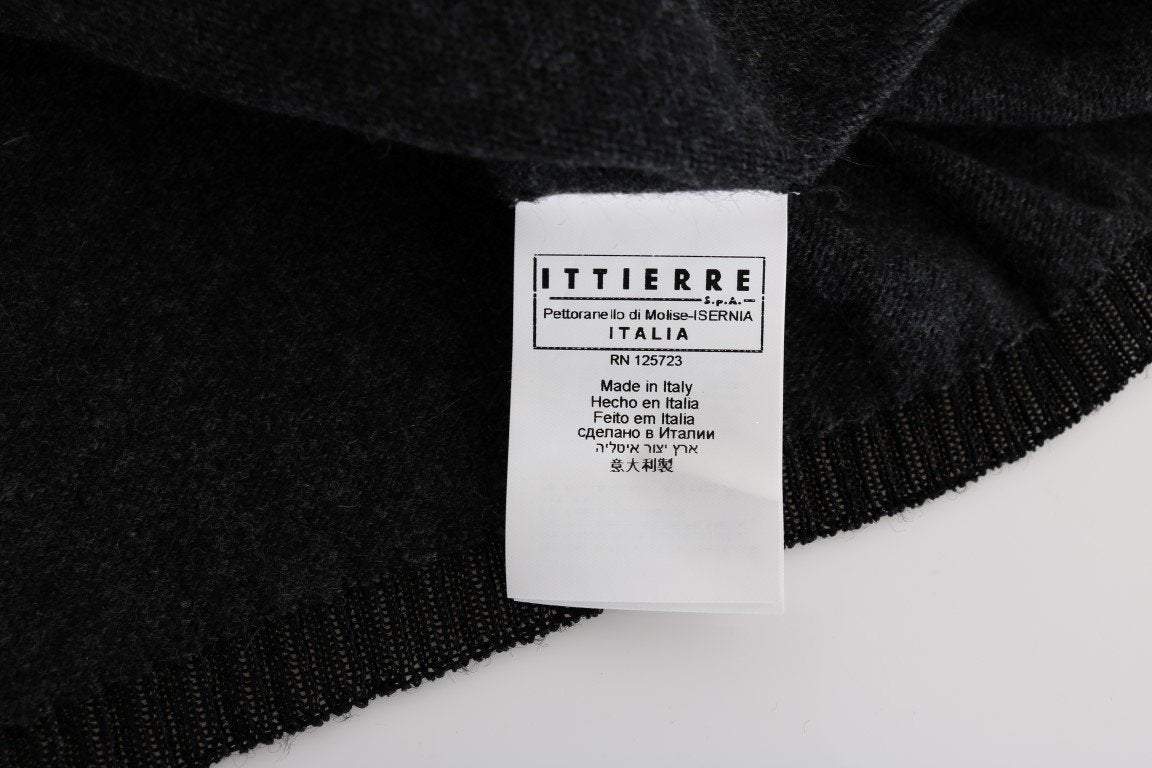 ITTIERRE
S.p.A.
Pettoranello di Molise-ISERNIA
ITALIA
RN 125723
Made in Italy
Hecho en Italia
Feito em Italia
сделано в Италии
ארץ יצור איטליה
意大利製